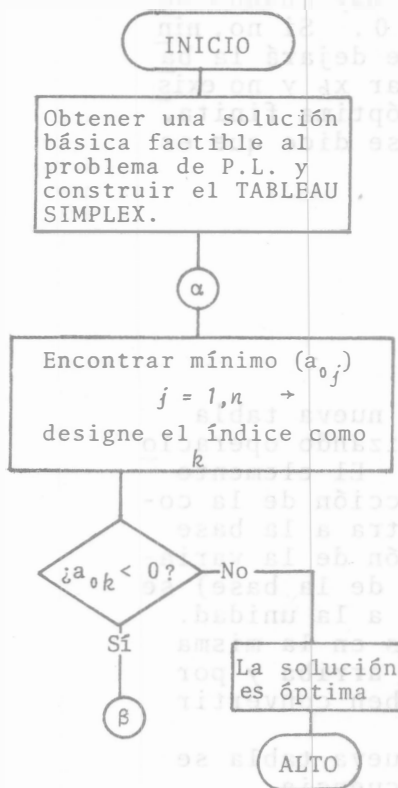 INICIO
Obtener una solución
básica factible al
problema de P.L. y
construir el TABLEAU
SIMPLEX.
α
Encontrar mínimo (a₀ⱼ)
j = 1,n →
designe el índice como
k
¿a₀ₖ < 0?
No
Sí
La solución
es óptima
β
ALTO